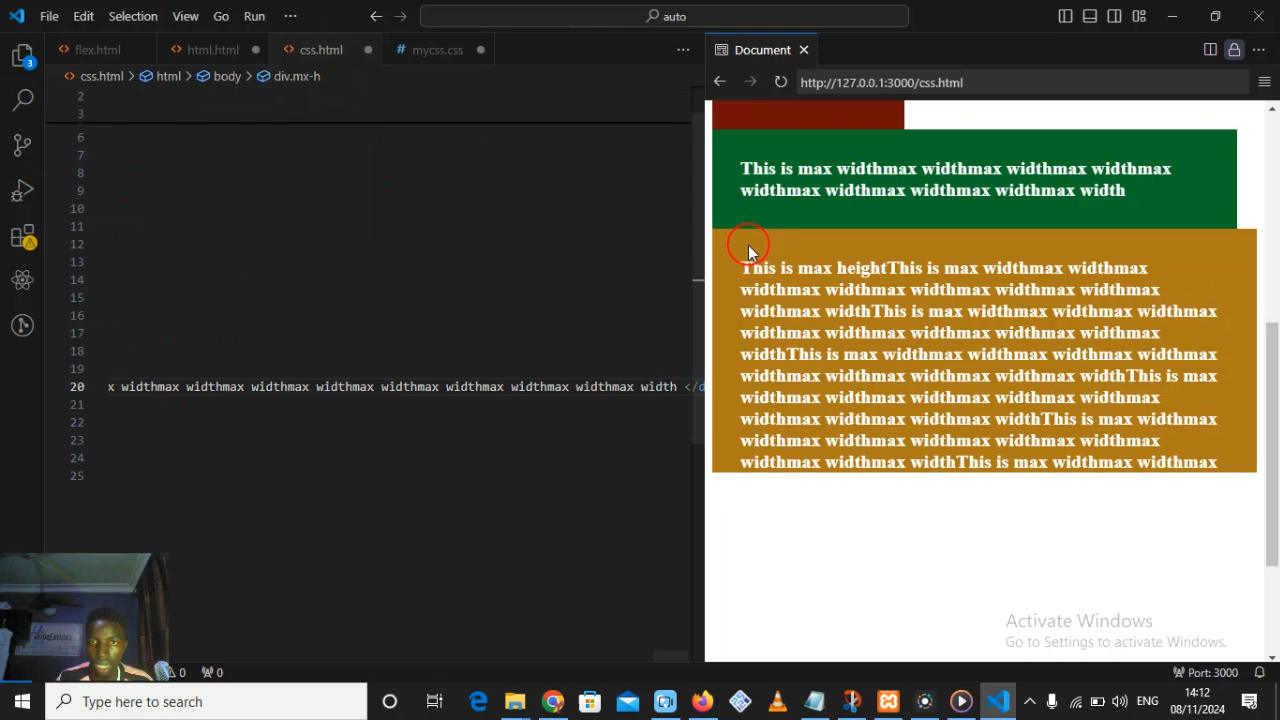 File Edit Selection View Go Run ··· auto
flex.html html.html css.html mycss.css ···
css.html html body div.mx-h
2
3
6
7
8
9
10
11
12
13
14
15
16
17
18
19
20 x widthmax widthmax widthmax widthmax widthmax widthmax widthmax widthmax width </d
21
22
23
24
25
3
Document
http://127.0.0.1:3000/css.html
This is max widthmax widthmax widthmax widthmax
widthmax widthmax widthmax widthmax width
This is max heightThis is max widthmax widthmax
widthmax widthmax widthmax widthmax widthmax
widthmax widthThis is max widthmax widthmax widthmax
widthmax widthmax widthmax widthmax widthmax
widthThis is max widthmax widthmax widthmax widthmax
widthmax widthmax widthmax widthmax widthThis is max
widthmax widthmax widthmax widthmax widthmax
widthmax widthmax widthmax widthThis is max widthmax
widthmax widthmax widthmax widthmax widthmax
widthmax widthmax widthThis is max widthmax widthmax
Activate Windows
Go to Settings to activate Windows.
0 0 Port: 3000
Type here to search
ENG
14:12
08/11/2024